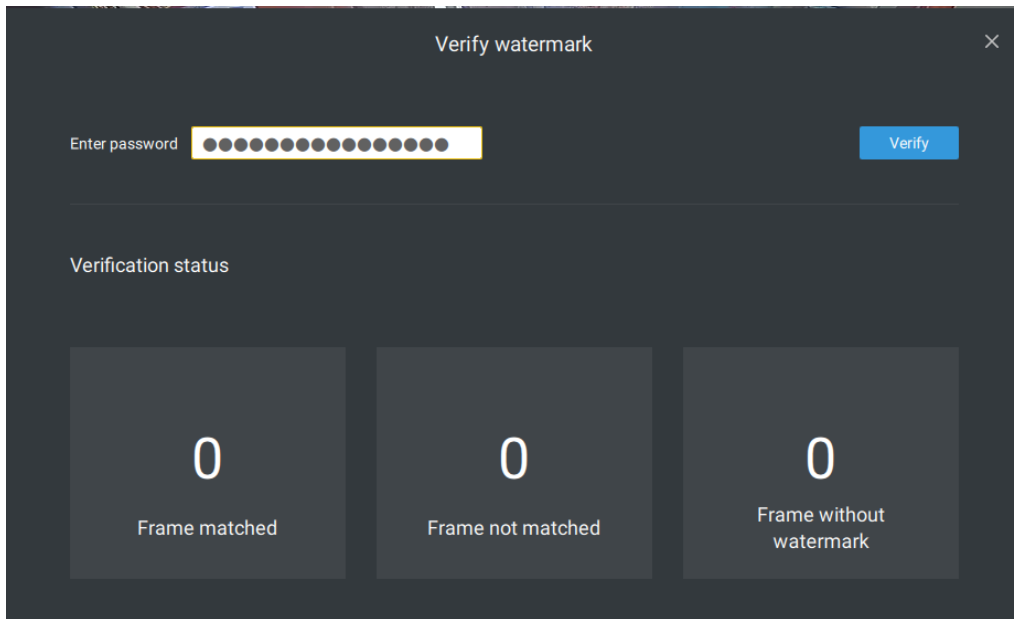 Verify watermark
Enter password ●●●●●●●●●●●●●●●●
Verify
Verification status
0
Frame matched
0
Frame not matched
0
Frame without
watermark